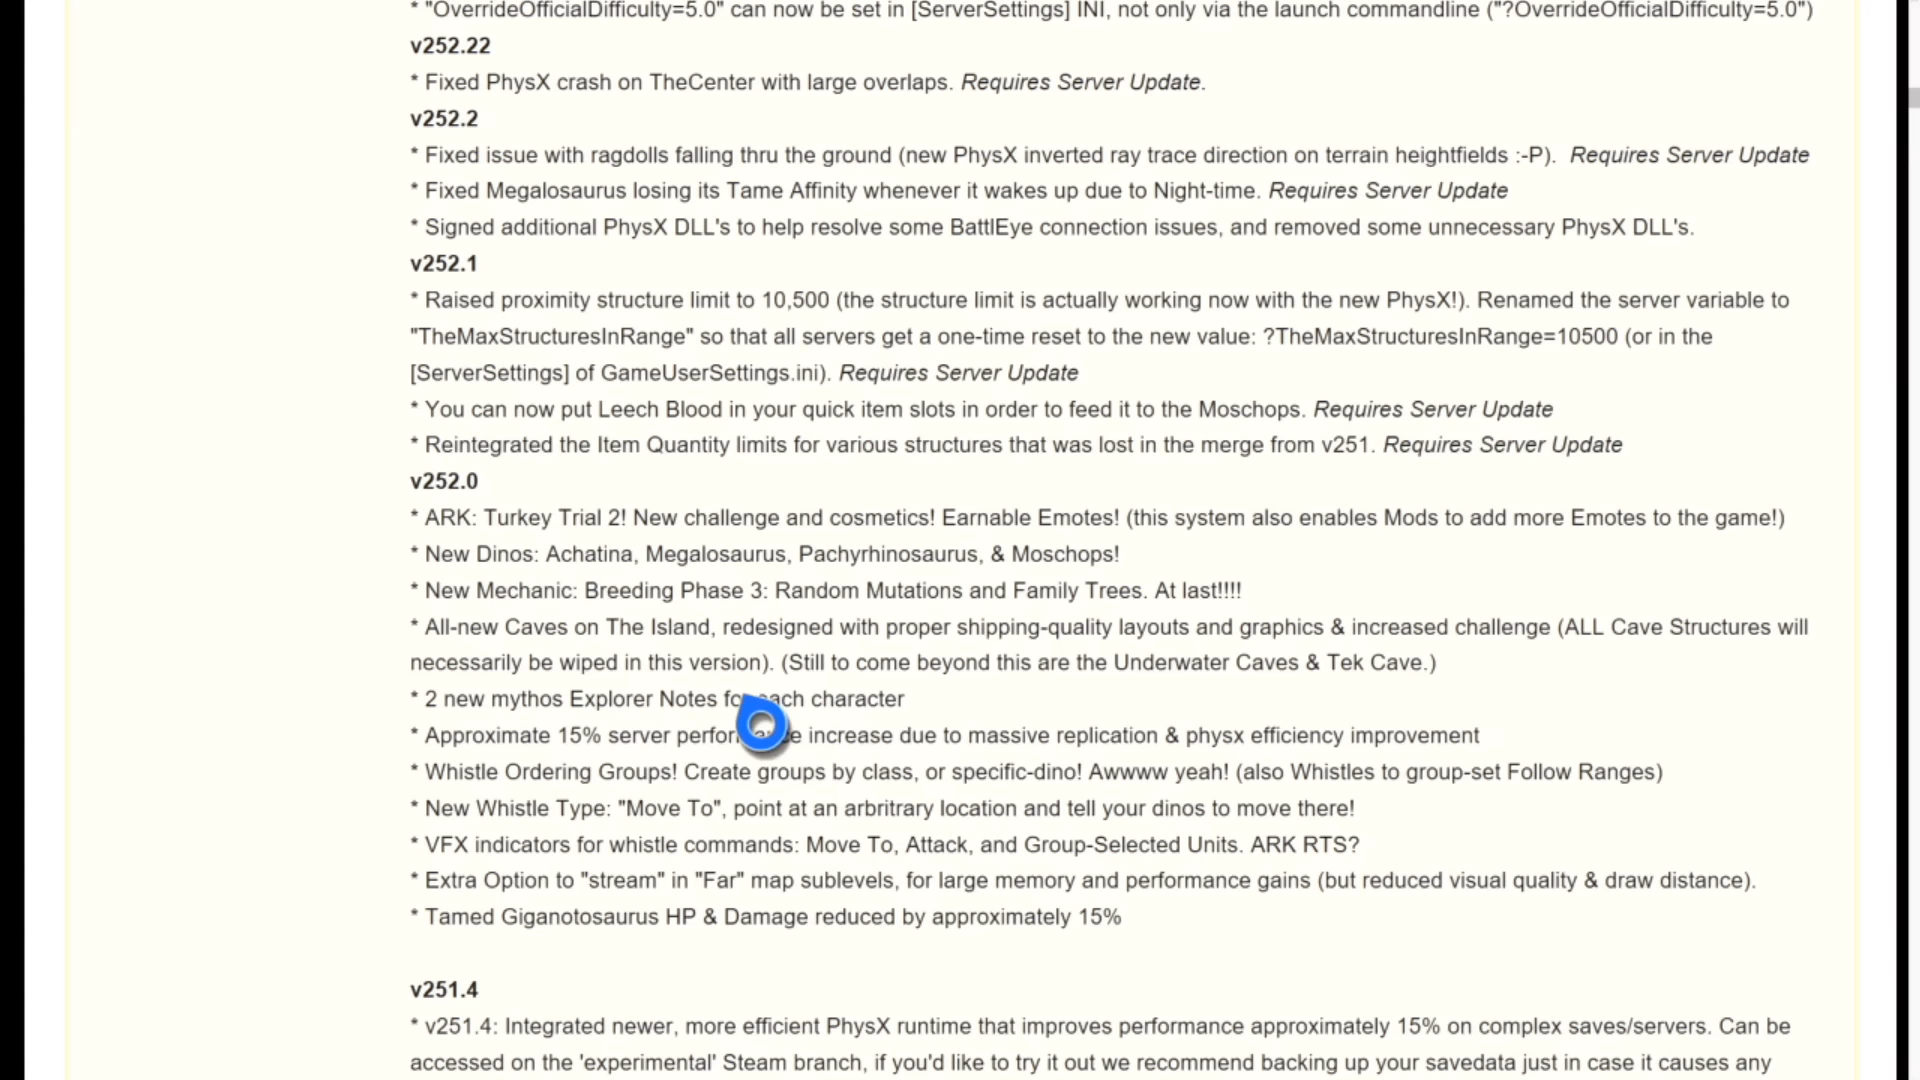 * "OverrideOfficialDifficulty=5.0" can now be set in [ServerSettings] INI, not only via the launch commandline ("?OverrideOfficialDifficulty=5.0")
v252.22
* Fixed PhysX crash on TheCenter with large overlaps. Requires Server Update.
v252.2
* Fixed issue with ragdolls falling thru the ground (new PhysX inverted ray trace direction on terrain heightfields :-P).  Requires Server Update
* Fixed Megalosaurus losing its Tame Affinity whenever it wakes up due to Night-time. Requires Server Update
* Signed additional PhysX DLL's to help resolve some BattlEye connection issues, and removed some unnecessary PhysX DLL's.
v252.1
* Raised proximity structure limit to 10,500 (the structure limit is actually working now with the new PhysX!). Renamed the server variable to
"TheMaxStructuresInRange" so that all servers get a one-time reset to the new value: ?TheMaxStructuresInRange=10500 (or in the
[ServerSettings] of GameUserSettings.ini). Requires Server Update
* You can now put Leech Blood in your quick item slots in order to feed it to the Moschops. Requires Server Update
* Reintegrated the Item Quantity limits for various structures that was lost in the merge from v251. Requires Server Update
v252.0
* ARK: Turkey Trial 2! New challenge and cosmetics! Earnable Emotes! (this system also enables Mods to add more Emotes to the game!)
* New Dinos: Achatina, Megalosaurus, Pachyrhinosaurus, & Moschops!
* New Mechanic: Breeding Phase 3: Random Mutations and Family Trees. At last!!!!
* All-new Caves on The Island, redesigned with proper shipping-quality layouts and graphics & increased challenge (ALL Cave Structures will
necessarily be wiped in this version). (Still to come beyond this are the Underwater Caves & Tek Cave.)
* 2 new mythos Explorer Notes for each character
* Approximate 15% server performance increase due to massive replication & physx efficiency improvement
* Whistle Ordering Groups! Create groups by class, or specific-dino! Awwww yeah! (also Whistles to group-set Follow Ranges)
* New Whistle Type: "Move To", point at an arbritrary location and tell your dinos to move there!
* VFX indicators for whistle commands: Move To, Attack, and Group-Selected Units. ARK RTS?
* Extra Option to "stream" in "Far" map sublevels, for large memory and performance gains (but reduced visual quality & draw distance).
* Tamed Giganotosaurus HP & Damage reduced by approximately 15%
v251.4
* v251.4: Integrated newer, more efficient PhysX runtime that improves performance approximately 15% on complex saves/servers. Can be
accessed on the 'experimental' Steam branch, if you'd like to try it out we recommend backing up your savedata just in case it causes any